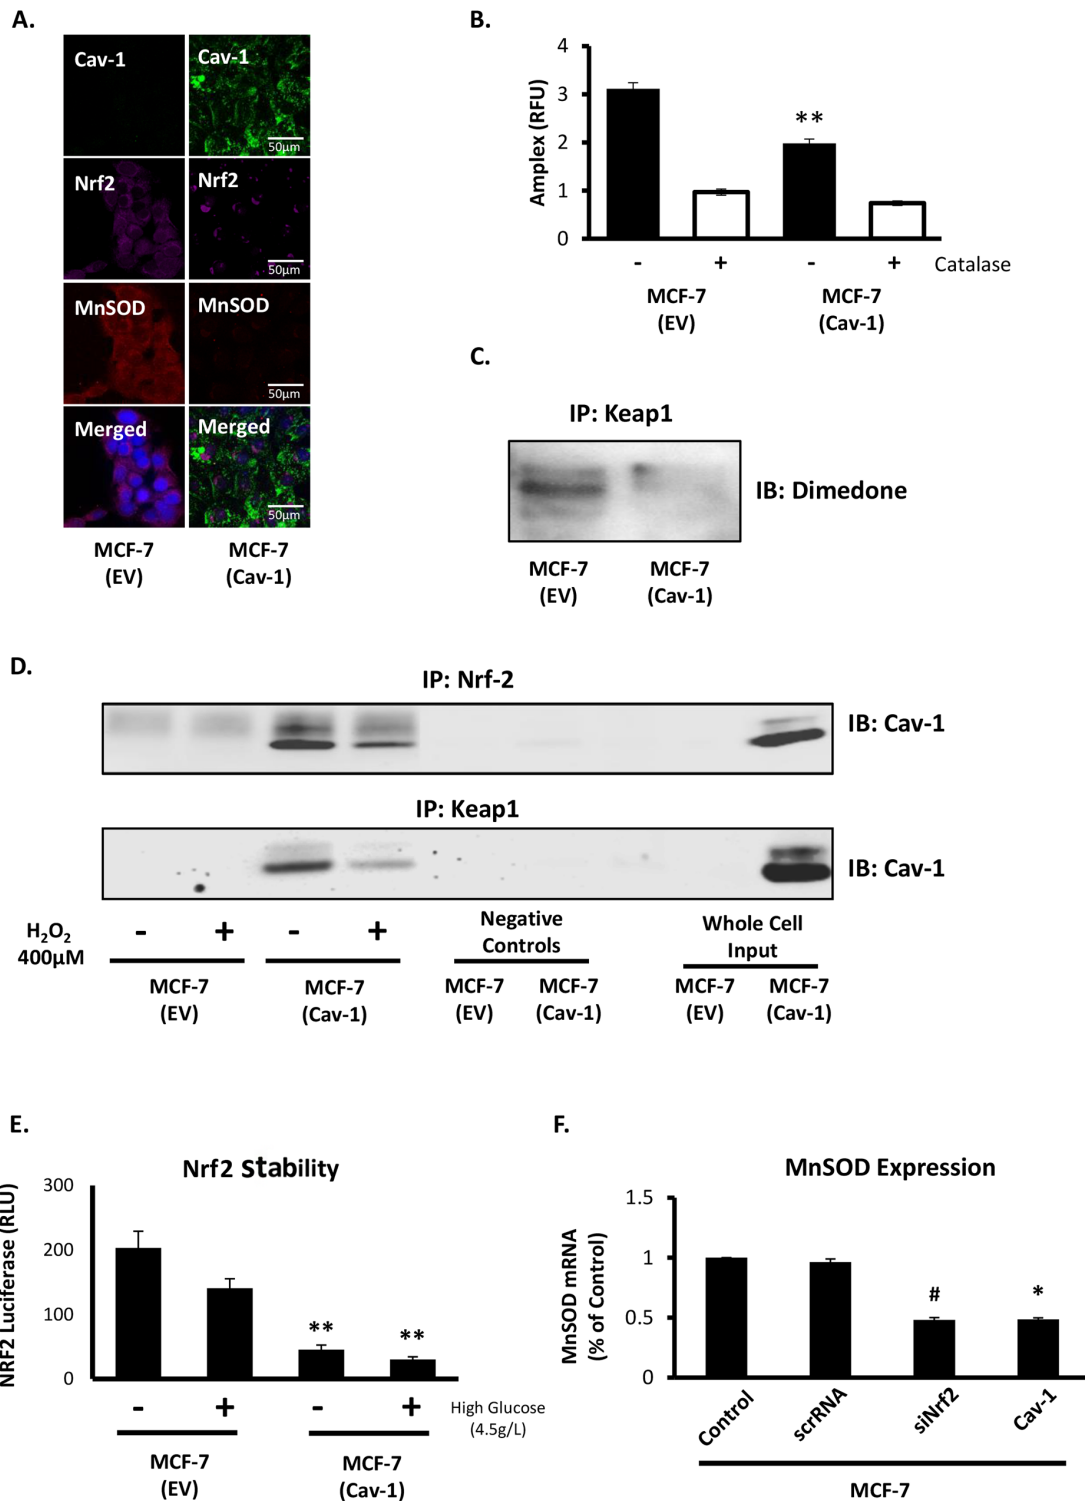 A.
Cav-1
Cav-1
50μm
Nrf2
Nrf2
50μm
MnSOD
MnSOD
50μm
Merged
Merged
50μm
MCF-7
(EV)
MCF-7
(Cav-1)
B.
Amplex (RFU)
4
3
2
1
0
**
- + - + Catalase
MCF-7
(EV)
MCF-7
(Cav-1)
C.
IP: Keap1
IB: Dimedone
MCF-7
(EV)
MCF-7
(Cav-1)
D.
IP: Nrf-2
IB: Cav-1
IP: Keap1
IB: Cav-1
H2O2
400μM
- + - +
Negative
Controls
Whole Cell
Input
MCF-7
(EV)
MCF-7
(Cav-1)
MCF-7
(EV)
MCF-7
(Cav-1)
MCF-7
(EV)
MCF-7
(Cav-1)
E.
Nrf2 Stability
NRF2 Luciferase (RLU)
300
200
100
0
**
**
- + - + High Glucose
(4.5g/L)
MCF-7
(EV)
MCF-7
(Cav-1)
F.
MnSOD Expression
MnSOD mRNA
(% of Control)
1.5
1
0.5
0
#
*
Control
scrRNA
siNrf2
Cav-1
MCF-7